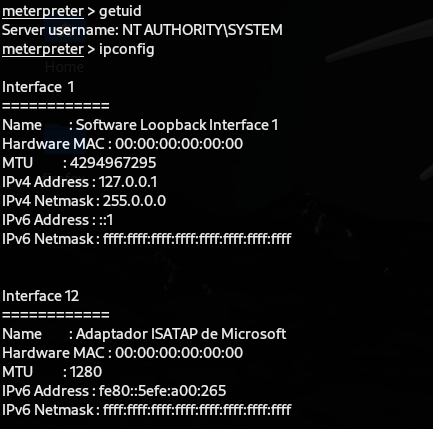 meterpreter > getuid
Server username: NT AUTHORITY\SYSTEM
meterpreter > ipconfig
Home
Interface 1
============
Name : Software Loopback Interface 1
Hardware MAC : 00:00:00:00:00:00
MTU : 4294967295
IPv4 Address : 127.0.0.1
IPv4 Netmask : 255.0.0.0
IPv6 Address : ::1
IPv6 Netmask : ffff:ffff:ffff:ffff:ffff:ffff:ffff:ffff
Interface 12
============
Name : Adaptador ISATAP de Microsoft
Hardware MAC : 00:00:00:00:00:00
MTU : 1280
IPv6 Address : fe80::5efe:a00:265
IPv6 Netmask : ffff:ffff:ffff:ffff:ffff:ffff:ffff:ffff